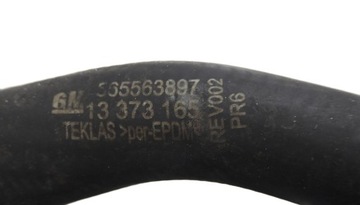 GM 565563897
13 373 165
TEKLAS >per-EPDM
REV002
PR6